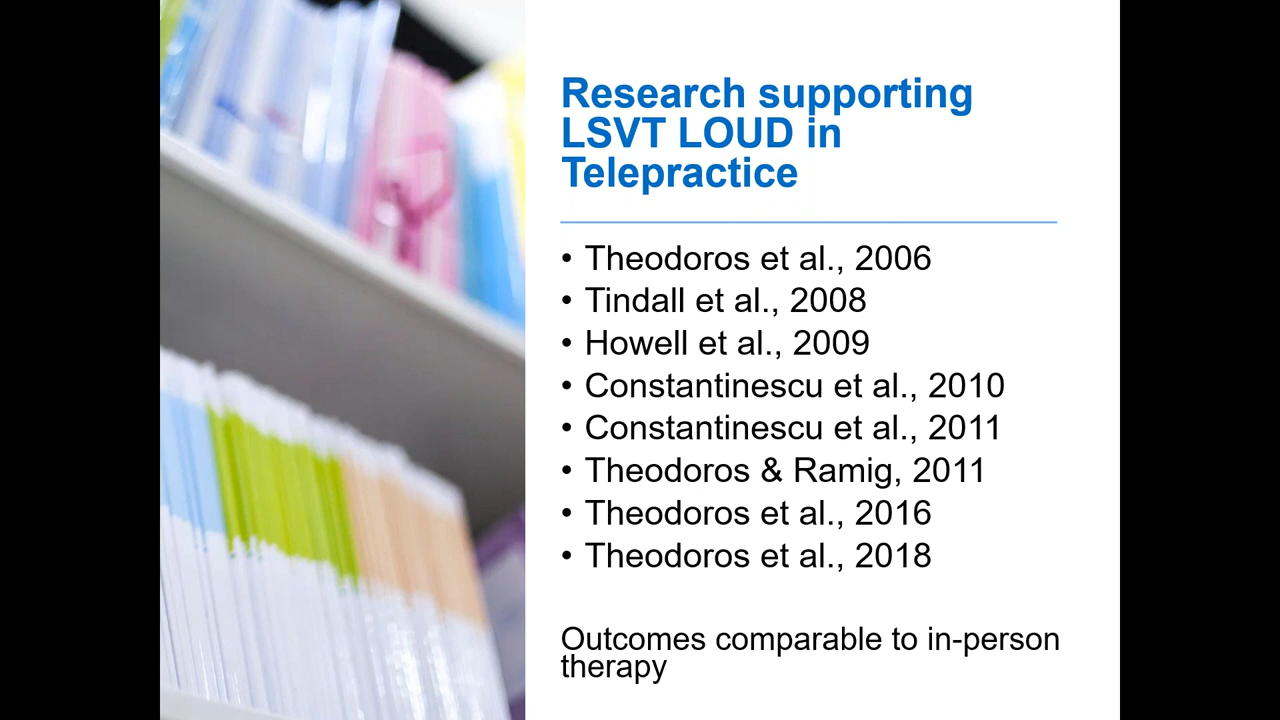 Research supporting
LSVT LOUD in
Telepractice
• Theodoros et al., 2006
• Tindall et al., 2008
• Howell et al., 2009
• Constantinescu et al., 2010
• Constantinescu et al., 2011
• Theodoros & Ramig, 2011
• Theodoros et al., 2016
• Theodoros et al., 2018
Outcomes comparable to in-person
therapy